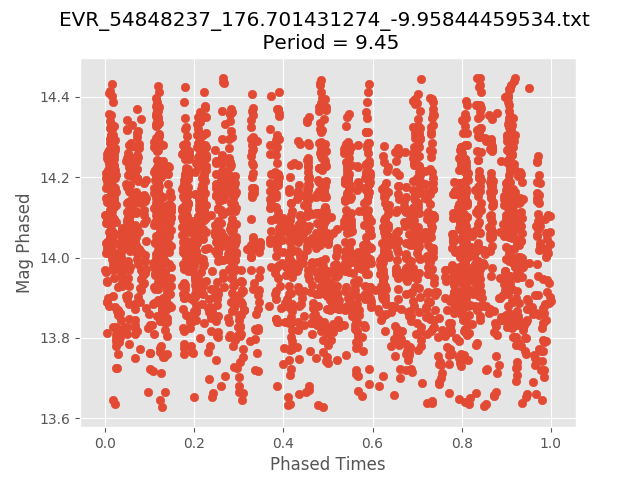 EVR_54848237_176.701431274_-9.95844459534.txt
Period = 9.45
14.4
14.2
14.0
13.8
13.6
Mag Phased
0.0 0.2 0.4 0.6 0.8 1.0
Phased Times